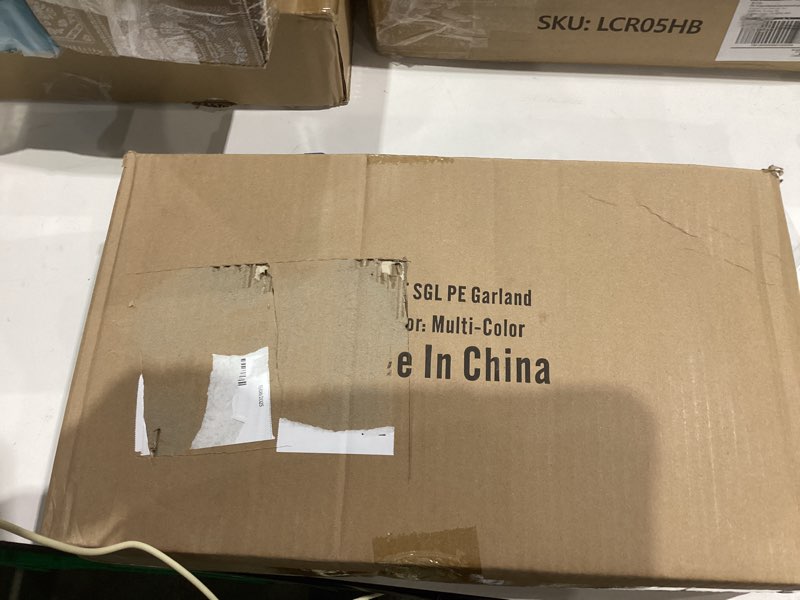 SKU: LCR05HB
SGL PE Garland
or: Multi-Color
e In China